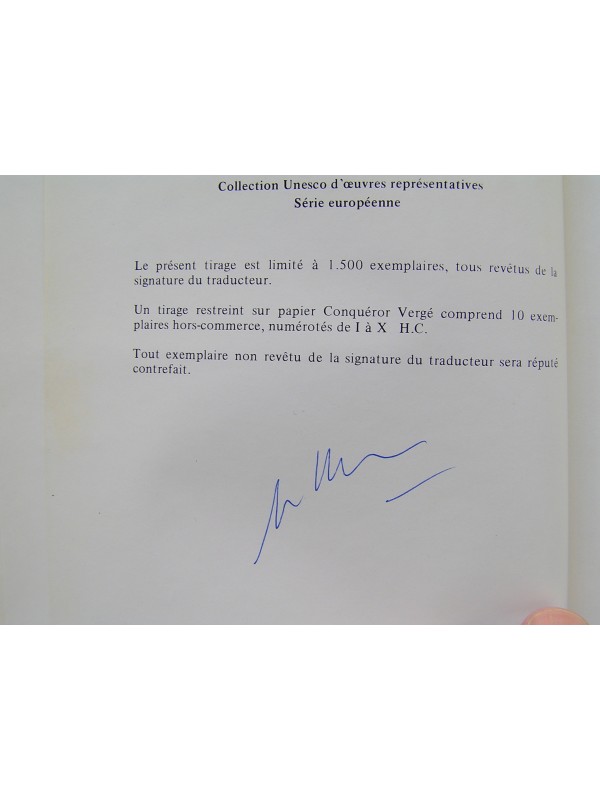 Collection Unesco d'œuvres représentatives
Série européenne
Le présent tirage est limité à 1.500 exemplaires, tous revêtus de la
signature du traducteur.
Un tirage restreint sur papier Conquéror Vergé comprend 10 exem-
plaires hors-commerce, numérotés de I à X H.C.
Tout exemplaire non revêtu de la signature du traducteur sera réputé
contrefait.